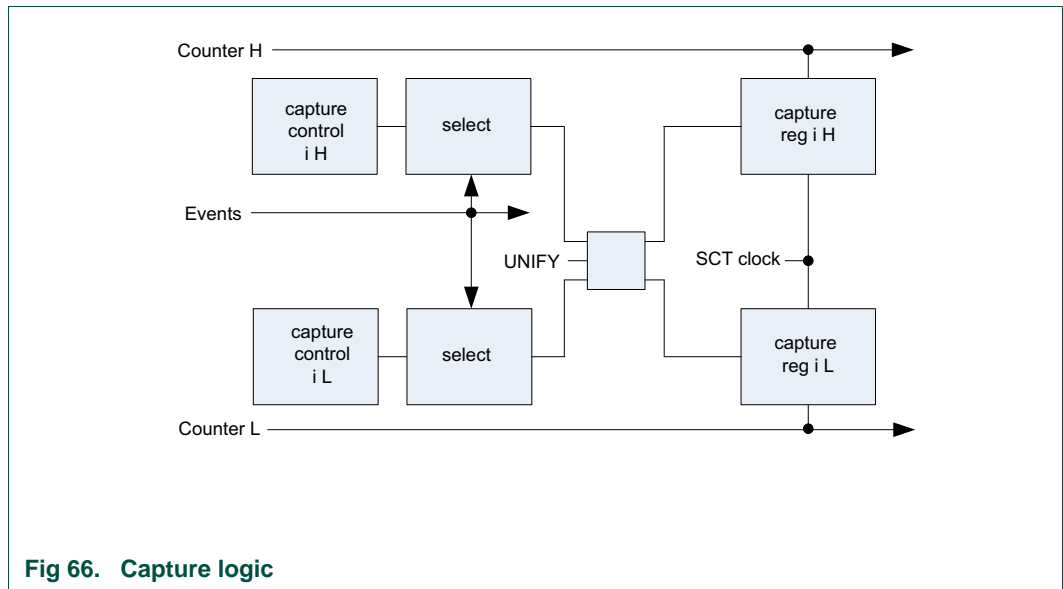 Counter H
capture
control
i H
select
capture
reg i H
Events
UNIFY
SCT clock
capture
control
i L
select
capture
reg i L
Counter L
Fig 66. Capture logic